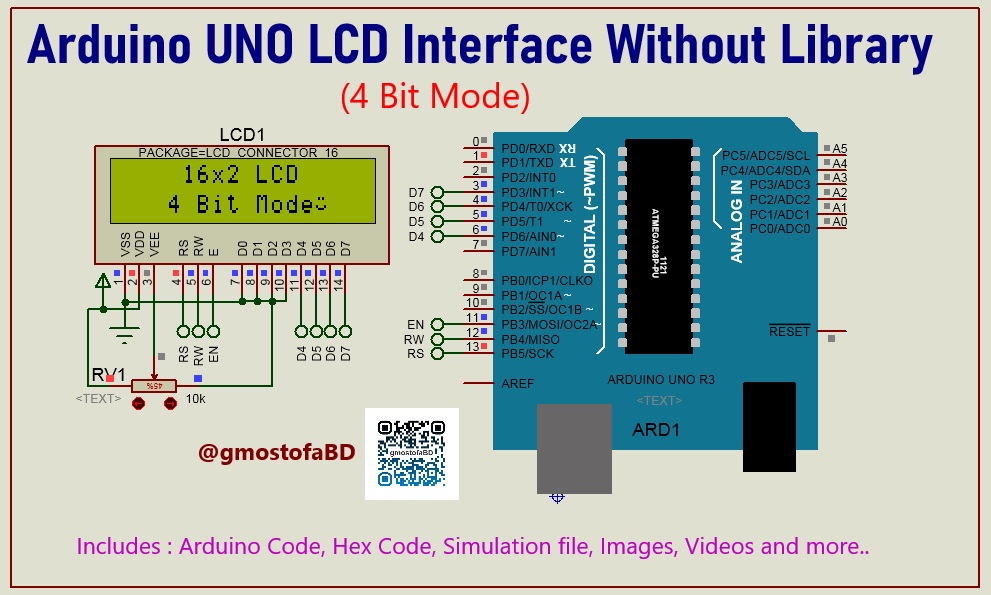 Arduino UNO LCD Interface Without Library
(4 Bit Mode)
LCD1
PACKAGE=LCD_CONNECTOR_16
16x2 LCD
4 Bit Mode
VSS VDD VEE RS RW E D0 D1 D2 D3 D4 D5 D6 D7
1 2 3 4 5 6 7 8 9 10 11 12 13 14
RS RW EN D4 D5 D6 D7
RV1
45%
<TEXT>
10k
0 PD0/RXD RX
1 PD1/TXD TX
2 PD2/INT0
D7 3 PD3/INT1~
D6 4 PD4/T0/XCK
D5 5 PD5/T1 ~
D4 6 PD6/AIN0~
7 PD7/AIN1
8 PB0/ICP1/CLKO
9 PB1/OC1A~
10 PB2/SS/OC1B ~
EN 11 PB3/MOSI/OC2A~
RW 12 PB4/MISO
RS 13 PB5/SCK
AREF
DIGITAL (~PWM)
ATMEGA328P-PU
1121
ANALOG IN
PC5/ADC5/SCL A5
PC4/ADC4/SDA A4
PC3/ADC3 A3
PC2/ADC2 A2
PC1/ADC1 A1
PC0/ADC0 A0
RESET
ARDUINO UNO R3
<TEXT>
ARD1
@gmostofaBD
gmostofaBD
Includes : Arduino Code, Hex Code, Simulation file, Images, Videos and more..